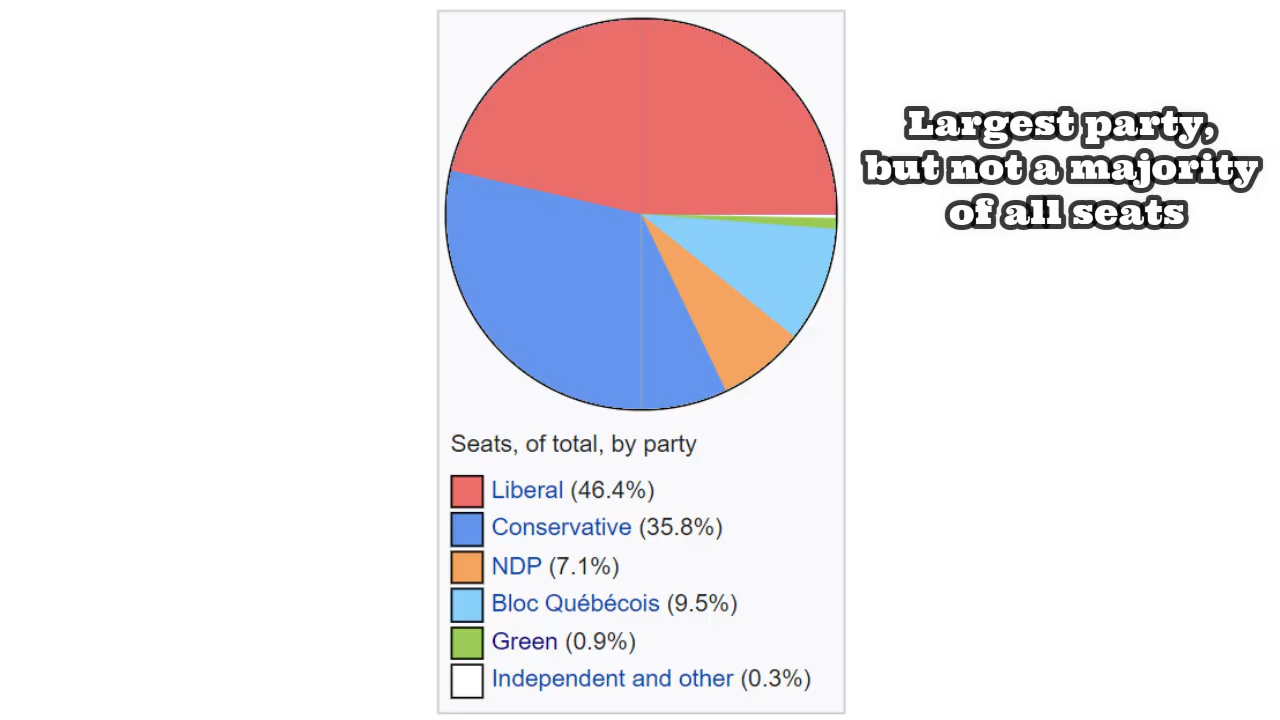 Largest party,
but not a majority
of all seats
Seats, of total, by party
Liberal (46.4%)
Conservative (35.8%)
NDP (7.1%)
Bloc Québécois (9.5%)
Green (0.9%)
Independent and other (0.3%)